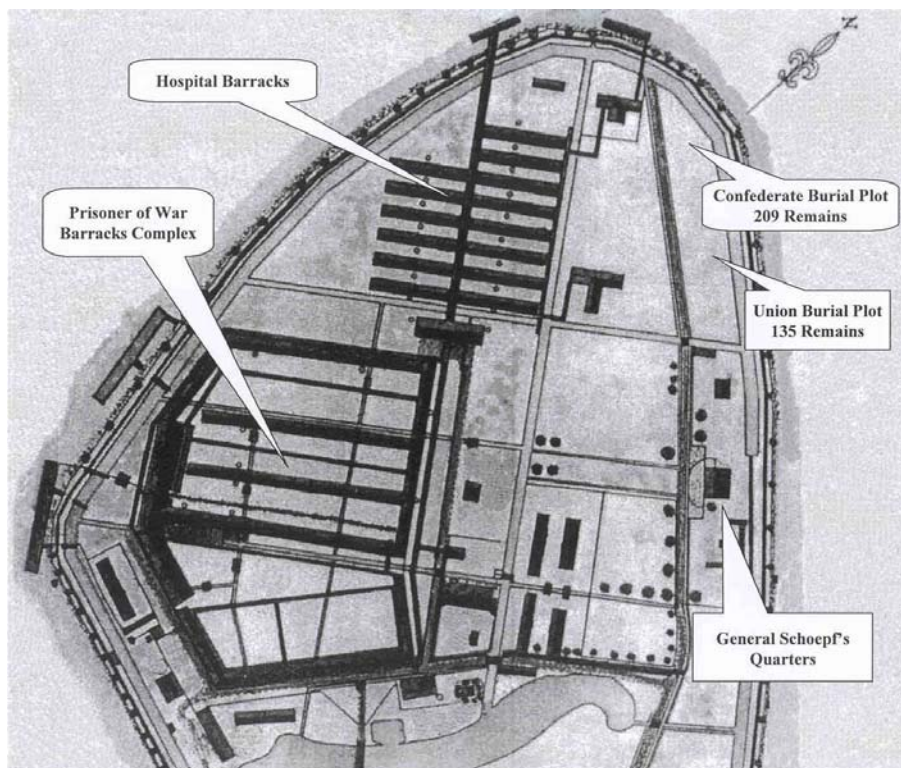 N
Hospital Barracks
Prisoner of War
Barracks Complex
Confederate Burial Plot
209 Remains
Union Burial Plot
135 Remains
General Schoepf's
Quarters